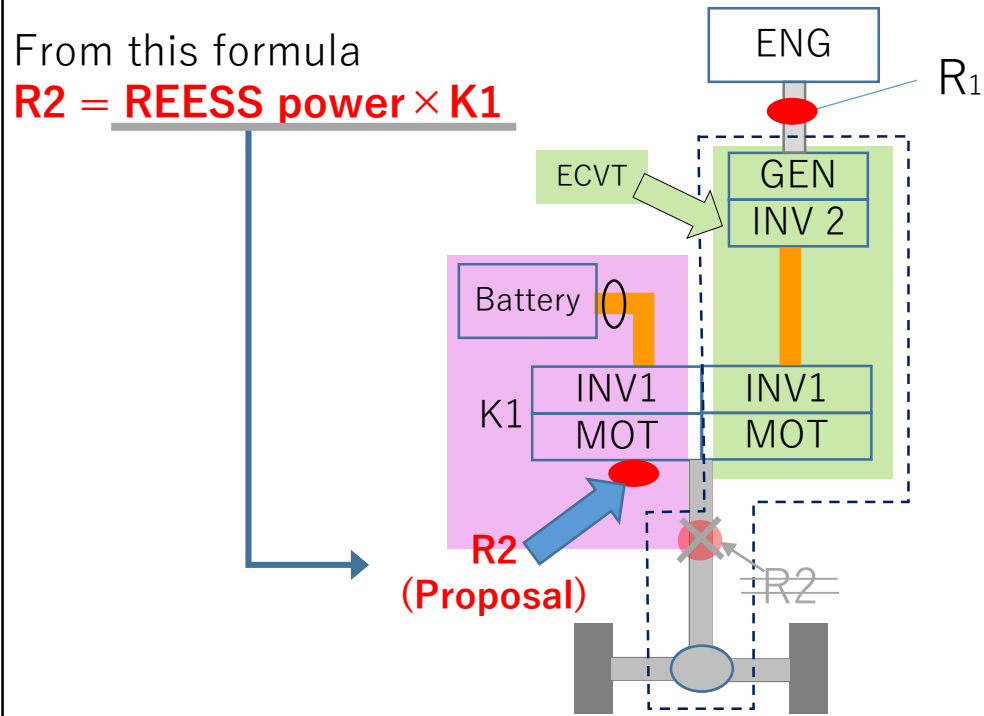 From this formula
R2 = REESS power × K1
ENG
R1
ECVT
GEN
INV 2
Battery
K1
INV1
MOT
INV1
MOT
R2
(Proposal)
R2